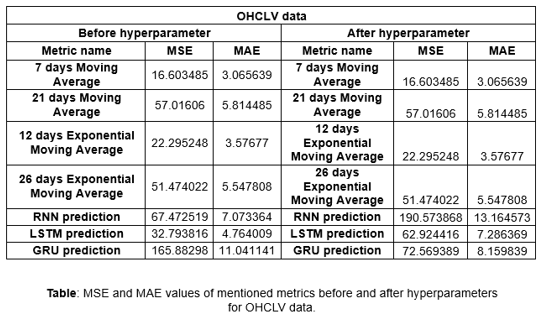 OHCLV data
Before hyperparameter After hyperparameter
Metric name MSE MAE Metric name MSE MAE
7 days Moving
Average 16.603485 3.065639 7 days Moving
Average 16.603485 3.065639
21 days Moving
Average 57.01606 5.814485 21 days Moving
Average 57.01606 5.814485
12 days Exponential
Moving Average 22.295248 3.57677 12 days
Exponential
Moving Average 22.295248 3.57677
26 days Exponential
Moving Average 51.474022 5.547808 26 days
Exponential
Moving Average 51.474022 5.547808
RNN prediction 67.472519 7.073364 RNN prediction 190.573868 13.164573
LSTM prediction 32.793816 4.764009 LSTM prediction 62.924416 7.286369
GRU prediction 165.88298 11.041141 GRU prediction 72.569389 8.159839
Table: MSE and MAE values of mentioned metrics before and after hyperparameters
for OHCLV data.